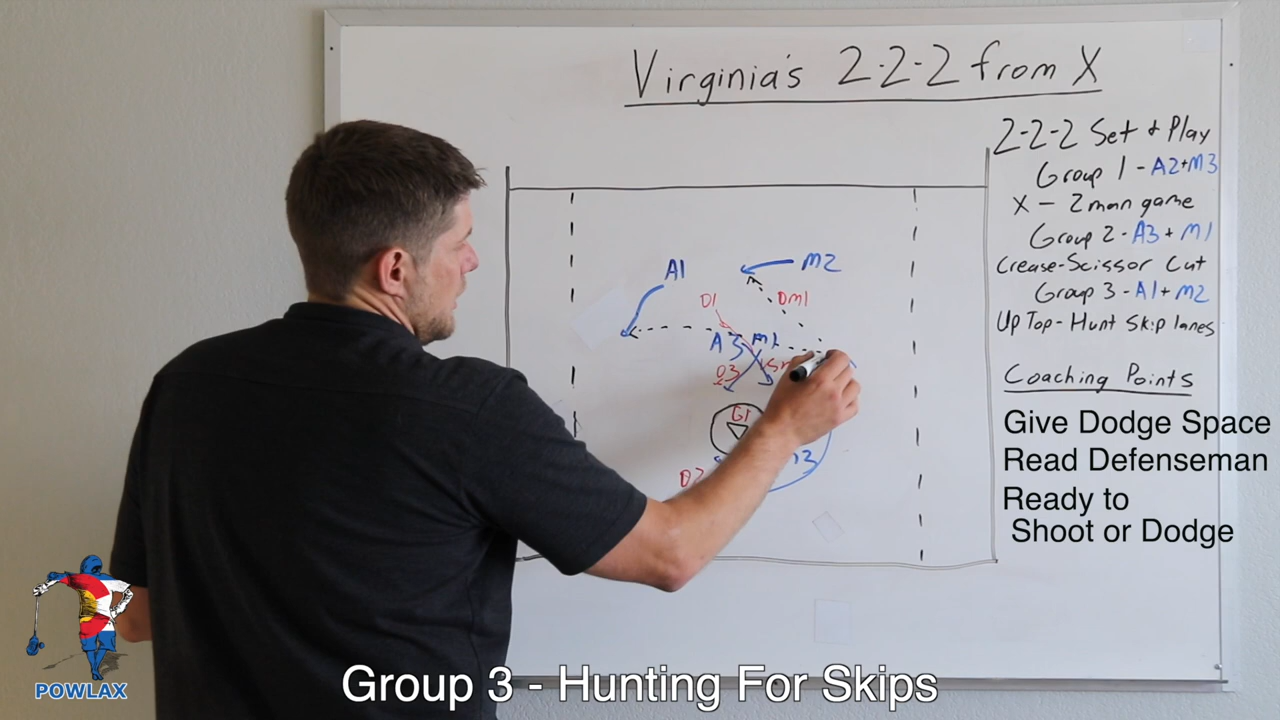 Virginia's 2-2-2 from X
2-2-2 Set & Play
Group 1 - A2+M3
X - 2 man game
Group 2 - A3 + M1
Crease-Scissor Cut
Group 3 - A1 + M2
Up Top - Hunt Skip lanes
Coaching Points
Give Dodge Space
Read Defenseman
Ready to
Shoot or Dodge
A1
M2
D1
DM1
A3
M1
D3
G1
D2
POWLAX
Group 3 - Hunting For Skips